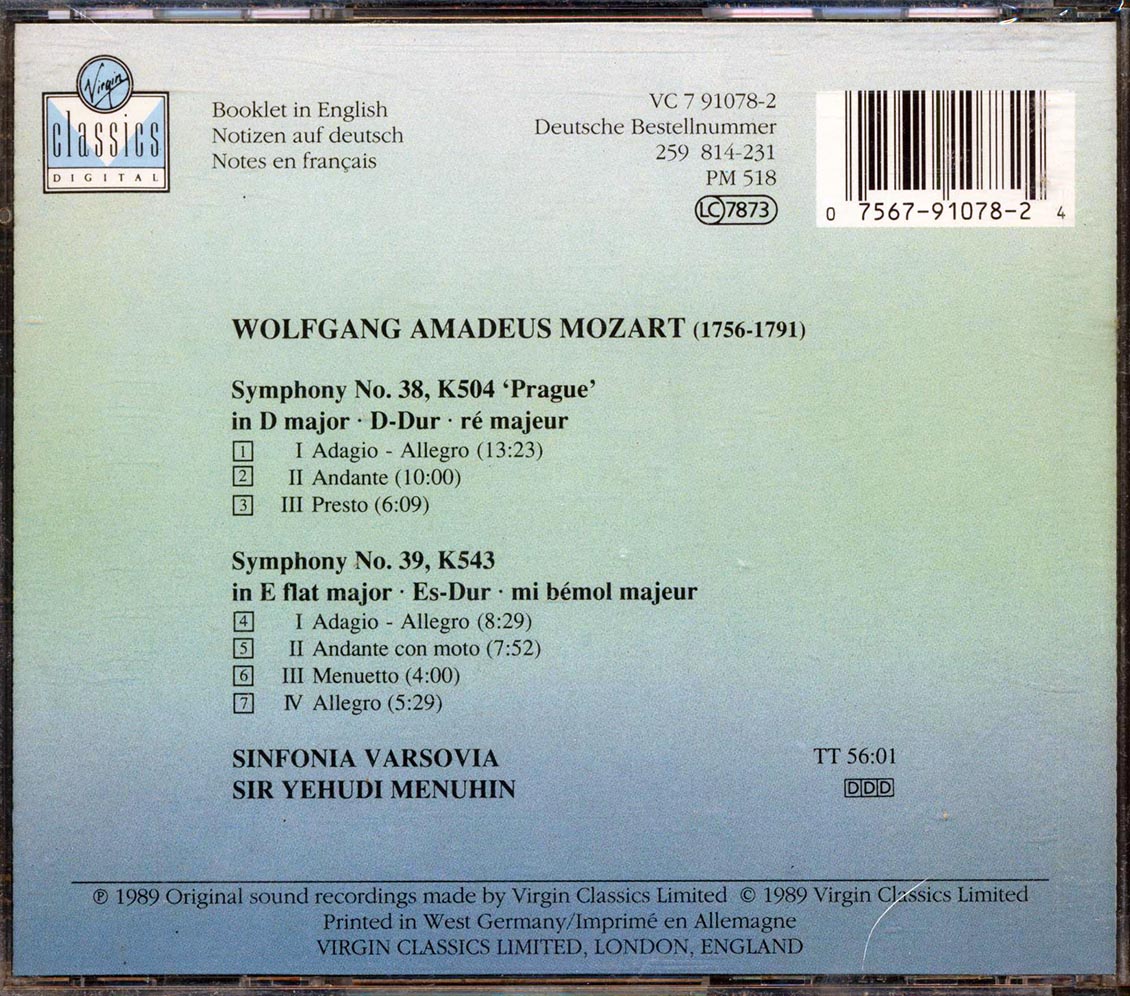 Virgin
classics
DIGITAL
Booklet in English
Notizen auf deutsch
Notes en français
VC 7 91078-2
Deutsche Bestellnummer
259 814-231
PM 518
LC 7873
0 7567-91078-2 4
WOLFGANG AMADEUS MOZART (1756-1791)
Symphony No. 38, K504 ‘Prague’
in D major · D-Dur · ré majeur
1 I Adagio - Allegro (13:23)
2 II Andante (10:00)
3 III Presto (6:09)
Symphony No. 39, K543
in E flat major · Es-Dur · mi bémol majeur
4 I Adagio - Allegro (8:29)
5 II Andante con moto (7:52)
6 III Menuetto (4:00)
7 IV Allegro (5:29)
SINFONIA VARSOVIA
SIR YEHUDI MENUHIN
TT 56:01
DDD
℗ 1989 Original sound recordings made by Virgin Classics Limited © 1989 Virgin Classics Limited
Printed in West Germany/Imprimé en Allemagne
VIRGIN CLASSICS LIMITED, LONDON, ENGLAND